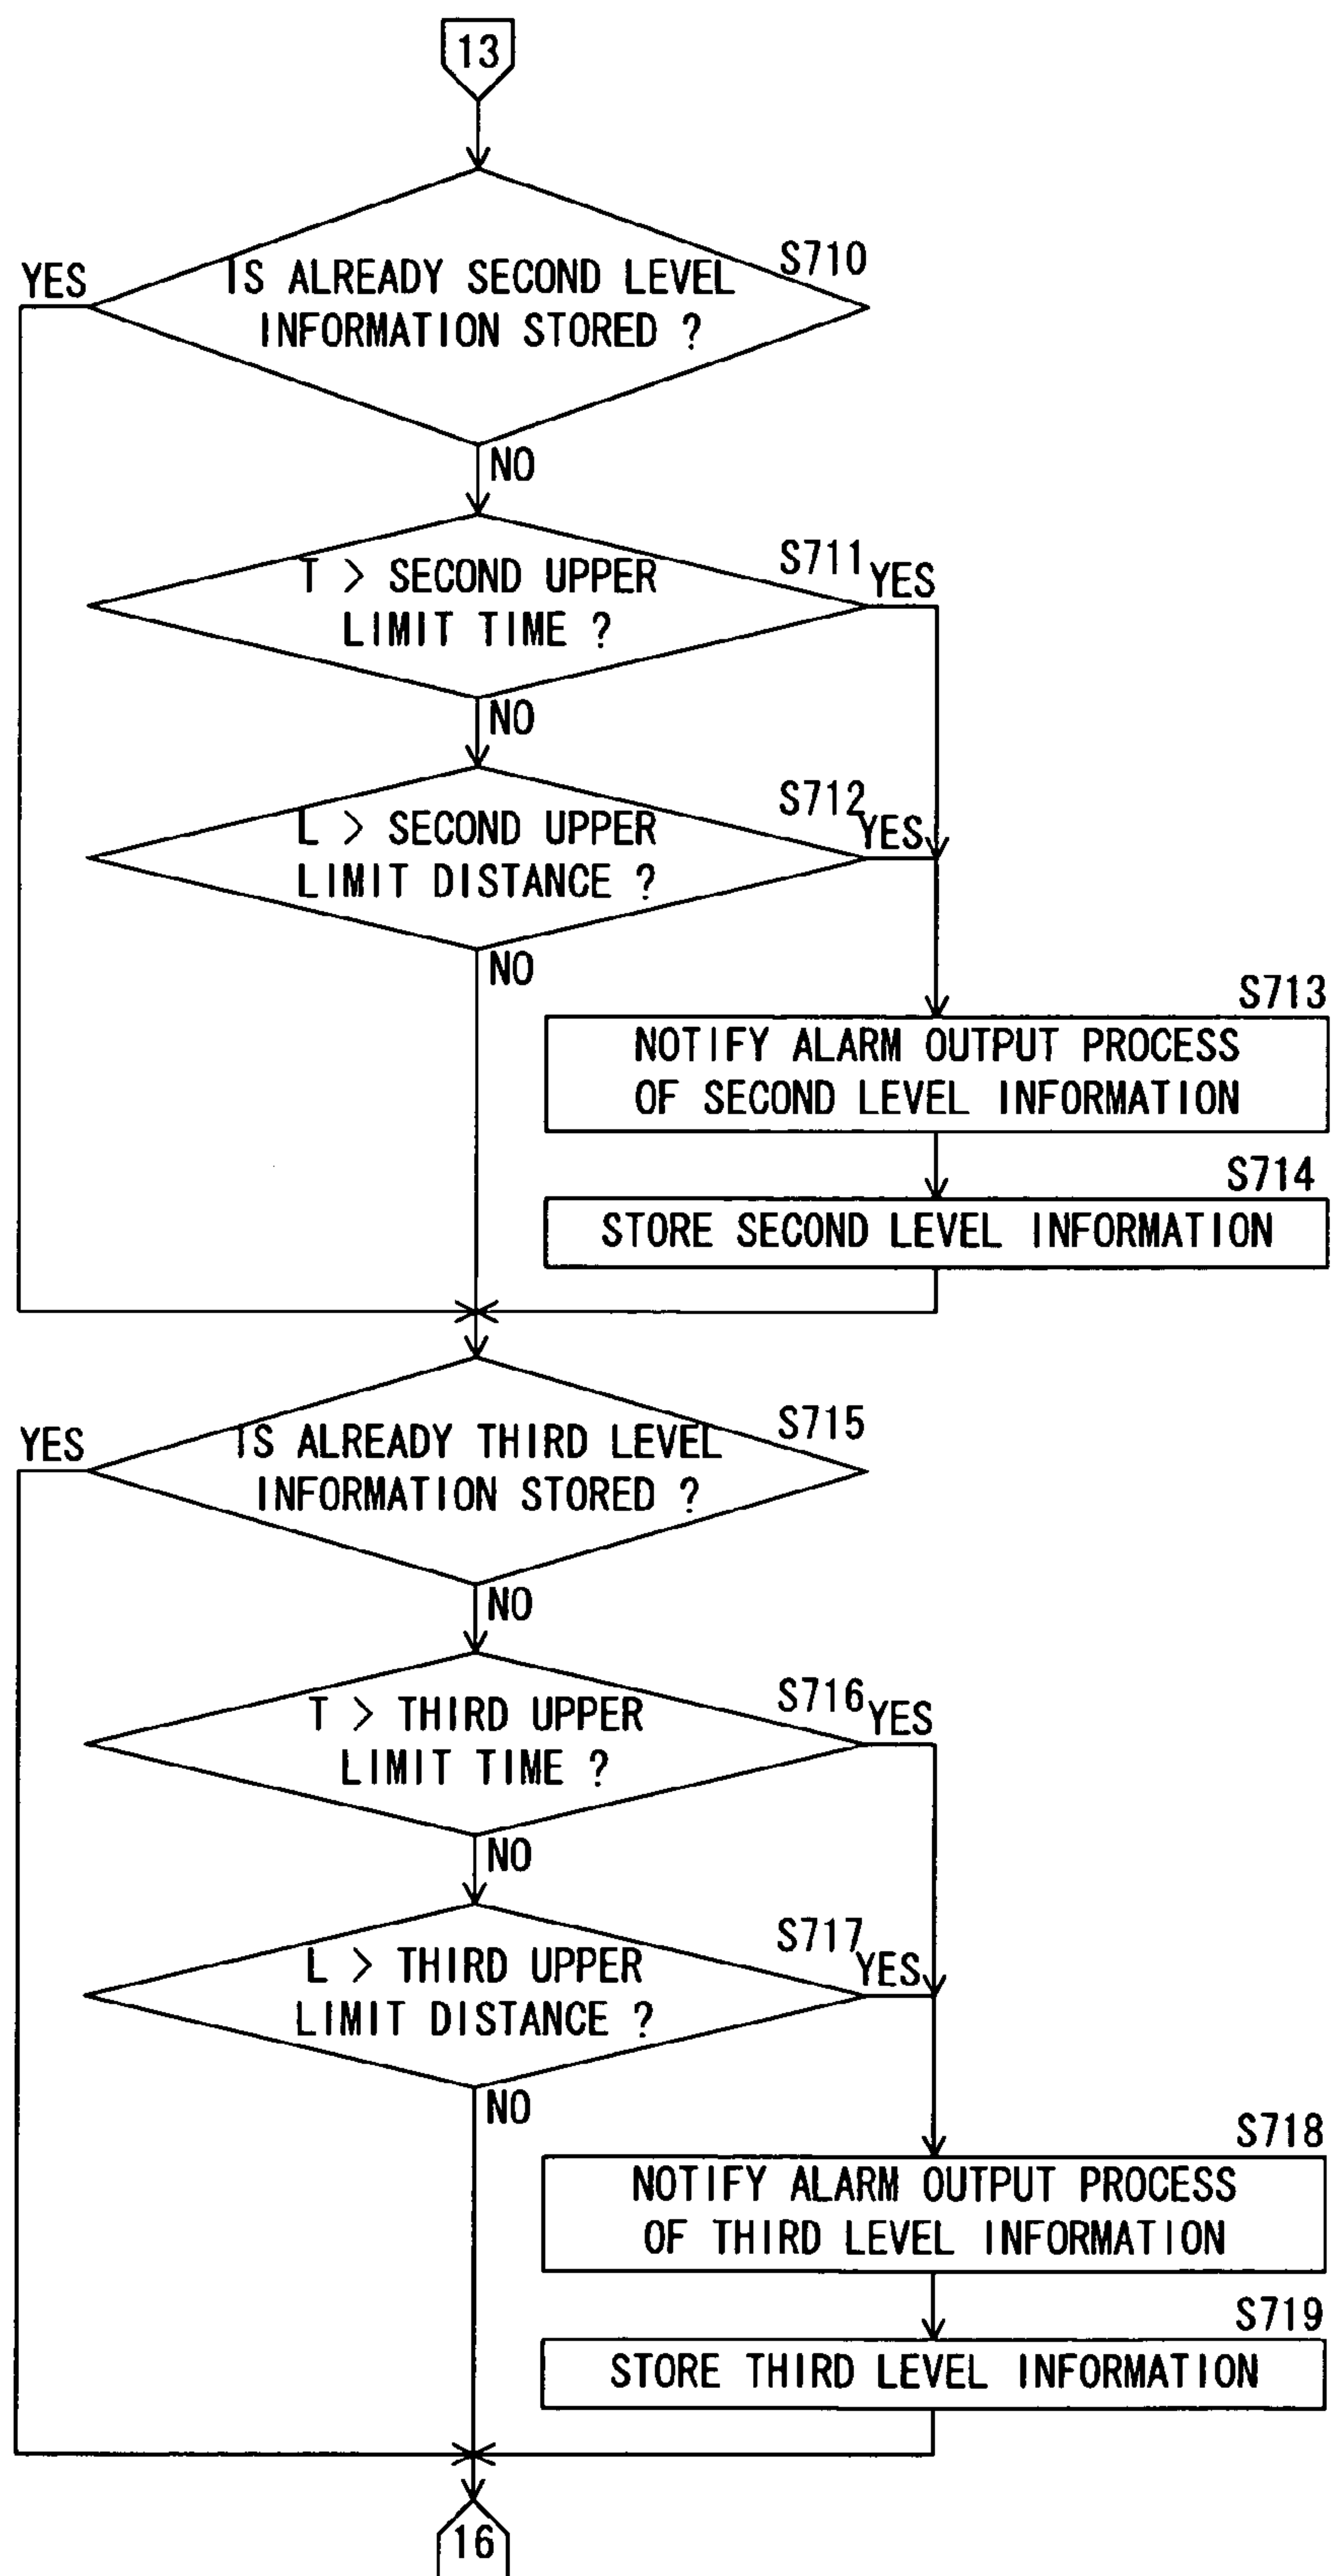 13
S710
YES
IS ALREADY SECOND LEVEL
INFORMATION STORED ?
NO
S711
YES
T > SECOND UPPER
LIMIT TIME ?
NO
S712
YES
L > SECOND UPPER
LIMIT DISTANCE ?
NO
S713
NOTIFY ALARM OUTPUT PROCESS
OF SECOND LEVEL INFORMATION
S714
STORE SECOND LEVEL INFORMATION
S715
YES
IS ALREADY THIRD LEVEL
INFORMATION STORED ?
NO
S716
YES
T > THIRD UPPER
LIMIT TIME ?
NO
S717
YES
L > THIRD UPPER
LIMIT DISTANCE ?
NO
S718
NOTIFY ALARM OUTPUT PROCESS
OF THIRD LEVEL INFORMATION
S719
STORE THIRD LEVEL INFORMATION
16